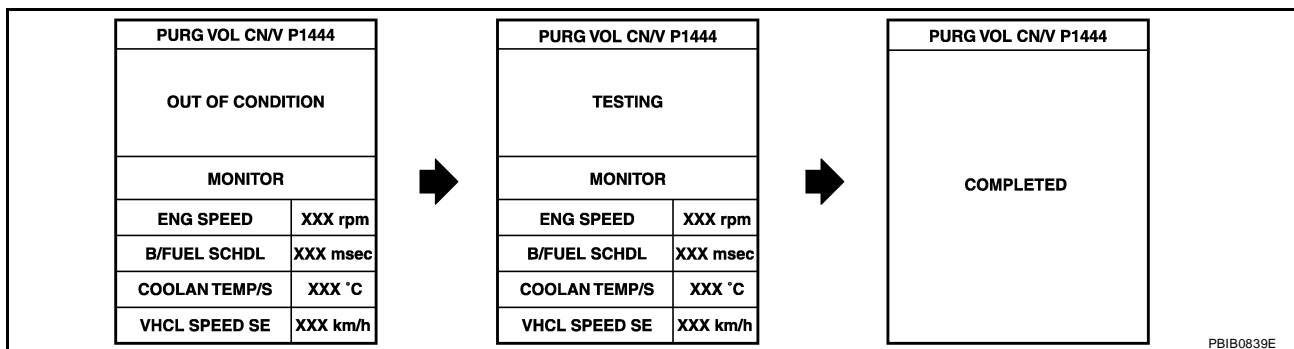 PURG VOL CN/V P1444
OUT OF CONDITION
MONITOR
ENG SPEED XXX rpm
B/FUEL SCHDL XXX msec
COOLAN TEMP/S XXX °C
VHCL SPEED SE XXX km/h
PURG VOL CN/V P1444
TESTING
MONITOR
ENG SPEED XXX rpm
B/FUEL SCHDL XXX msec
COOLAN TEMP/S XXX °C
VHCL SPEED SE XXX km/h
PURG VOL CN/V P1444
COMPLETED
PBIB0839E